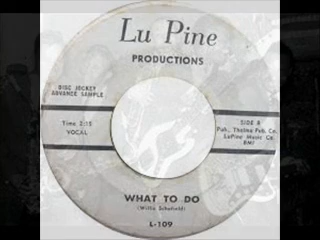 Lu Pine
PRODUCTIONS
DISC JOCKEY
ADVANCE SAMPLE
Time 2:15
VOCAL
SIDE B
Pub., Thelma Pub. Co.
LuPine Music Co.
BMI
WHAT TO DO
(Willie Schofield)
L-109